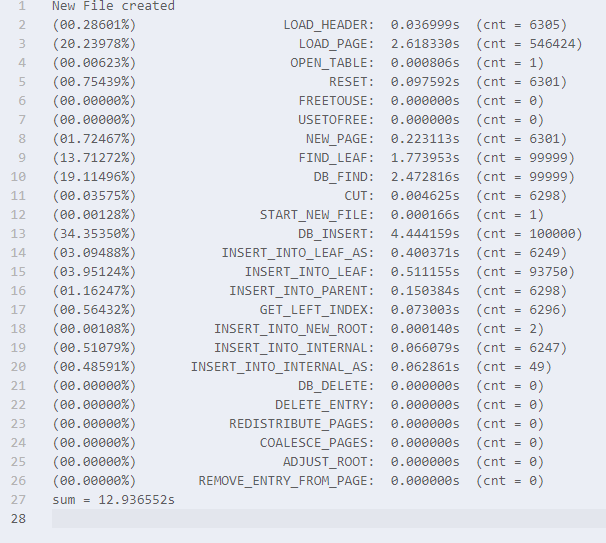 1 New File created
2 (00.28601%) LOAD_HEADER: 0.036999s (cnt = 6305)
3 (20.23978%) LOAD_PAGE: 2.618330s (cnt = 546424)
4 (00.00623%) OPEN_TABLE: 0.000806s (cnt = 1)
5 (00.75439%) RESET: 0.097592s (cnt = 6301)
6 (00.00000%) FREETOUSE: 0.000000s (cnt = 0)
7 (00.00000%) USETOFREE: 0.000000s (cnt = 0)
8 (01.72467%) NEW_PAGE: 0.223113s (cnt = 6301)
9 (13.71272%) FIND_LEAF: 1.773953s (cnt = 99999)
10 (19.11496%) DB_FIND: 2.472816s (cnt = 99999)
11 (00.03575%) CUT: 0.004625s (cnt = 6298)
12 (00.00128%) START_NEW_FILE: 0.000166s (cnt = 1)
13 (34.35350%) DB_INSERT: 4.444159s (cnt = 100000)
14 (03.09488%) INSERT_INTO_LEAF_AS: 0.400371s (cnt = 6249)
15 (03.95124%) INSERT_INTO_LEAF: 0.511155s (cnt = 93750)
16 (01.16247%) INSERT_INTO_PARENT: 0.150384s (cnt = 6298)
17 (00.56432%) GET_LEFT_INDEX: 0.073003s (cnt = 6296)
18 (00.00108%) INSERT_INTO_NEW_ROOT: 0.000140s (cnt = 2)
19 (00.51079%) INSERT_INTO_INTERNAL: 0.066079s (cnt = 6247)
20 (00.48591%) INSERT_INTO_INTERNAL_AS: 0.062861s (cnt = 49)
21 (00.00000%) DB_DELETE: 0.000000s (cnt = 0)
22 (00.00000%) DELETE_ENTRY: 0.000000s (cnt = 0)
23 (00.00000%) REDISTRIBUTE_PAGES: 0.000000s (cnt = 0)
24 (00.00000%) COALESCE_PAGES: 0.000000s (cnt = 0)
25 (00.00000%) ADJUST_ROOT: 0.000000s (cnt = 0)
26 (00.00000%) REMOVE_ENTRY_FROM_PAGE: 0.000000s (cnt = 0)
27 sum = 12.936552s
28